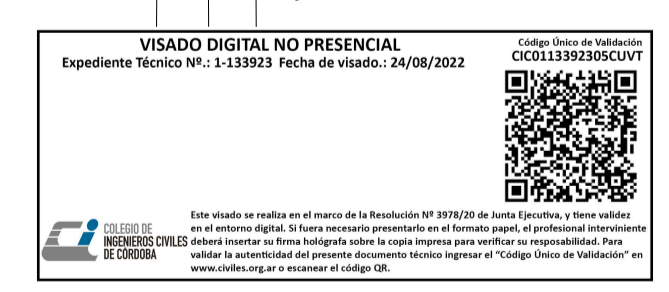 VISADO DIGITAL NO PRESENCIAL
Expediente Técnico Nº.: 1-133923 Fecha de visado.: 24/08/2022
Código Único de Validación
CIC0113392305CUVT
COLEGIO DE
INGENIEROS CIVILES
DE CÓRDOBA
Este visado se realiza en el marco de la Resolución Nº 3978/20 de Junta Ejecutiva, y tiene validez
en el entorno digital. Si fuera necesario presentarlo en el formato papel, el profesional interviniente
deberá insertar su firma hológrafa sobre la copia impresa para verificar su resposabilidad. Para
validar la autenticidad del presente documento técnico ingresar el "Código Único de Validación" en
www.civiles.org.ar o escanear el código QR.